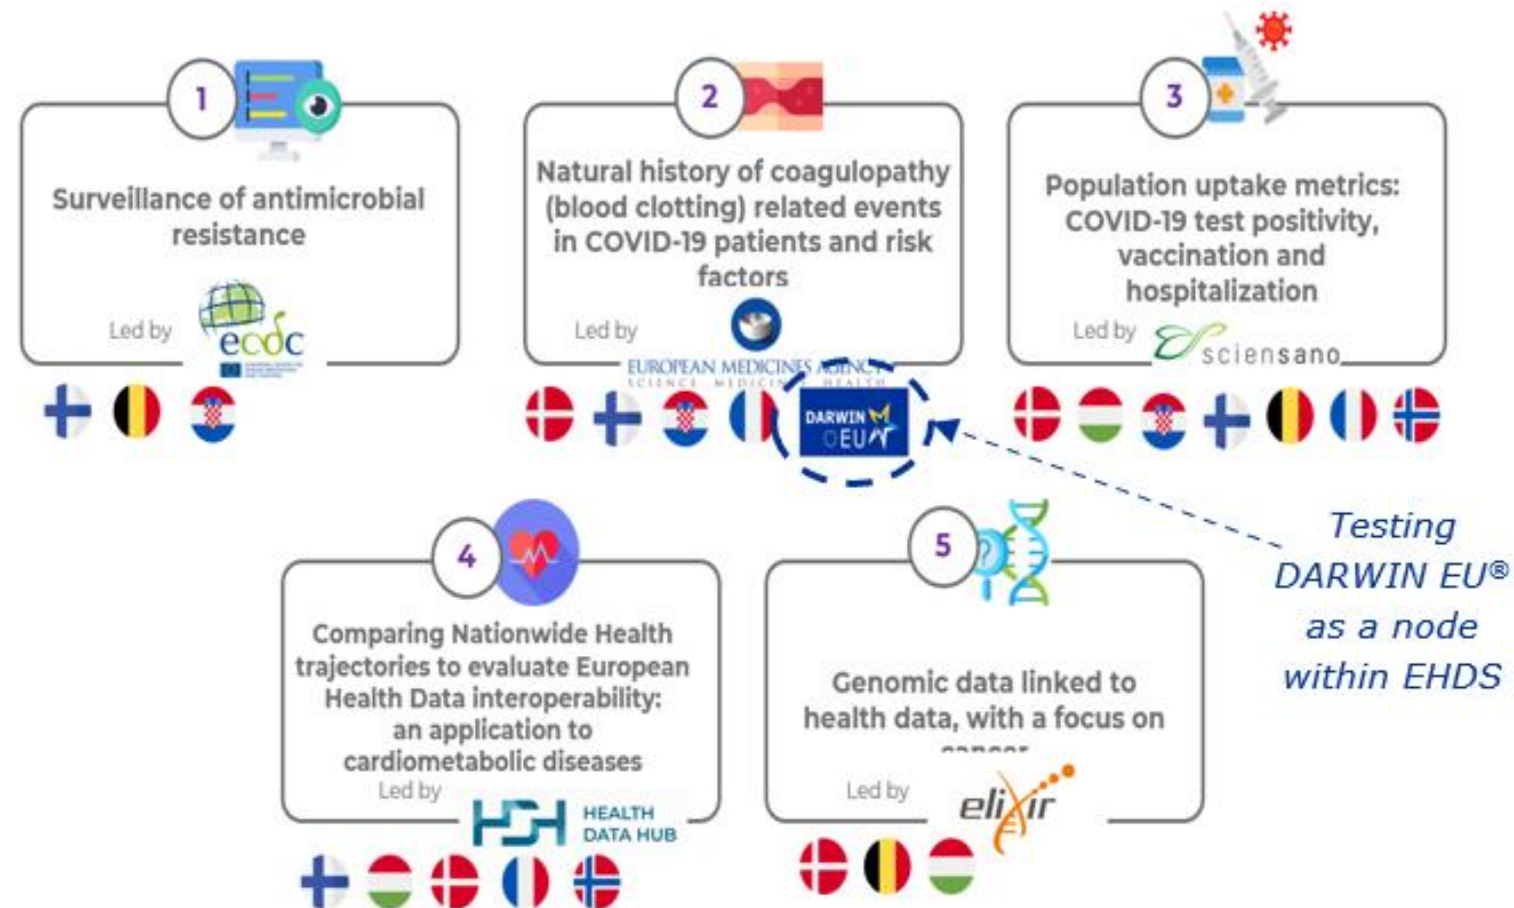 1
Surveillance of antimicrobial
resistance
Led by
ecdc
2
Natural history of coagulopathy
(blood clotting) related events
in COVID-19 patients and risk
factors
Led by
EUROPEAN MEDICINES AGENCY
SCIENCE MEDICINES HEALTH
DARWIN
EU
3
Population uptake metrics:
COVID-19 test positivity,
vaccination and
hospitalization
Led by
sciensano
Testing
DARWIN EU®
as a node
within EHDS
4
Comparing Nationwide Health
trajectories to evaluate European
Health Data interoperability:
an application to
cardiometabolic diseases
Led by
HEALTH
DATA HUB
5
?
Genomic data linked to
health data, with a focus on
cancer
Led by
elixir